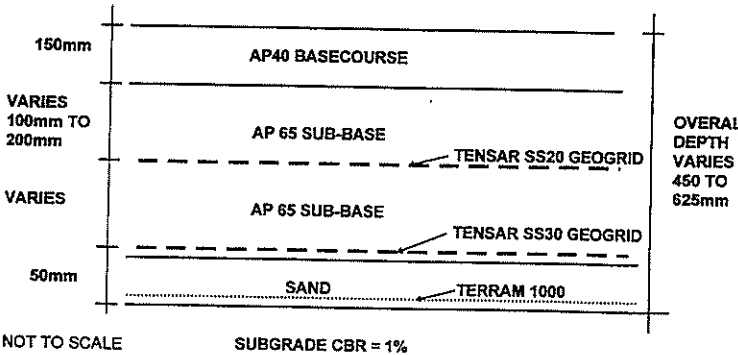 150mm
AP40 BASECOURSE
VARIES
100mm TO
200mm
AP 65 SUB-BASE
TENSAR SS20 GEOGRID
OVERAL
DEPTH
VARIES
450 TO
625mm
VARIES
AP 65 SUB-BASE
TENSAR SS30 GEOGRID
50mm
SAND
TERRAM 1000
NOT TO SCALE
SUBGRADE CBR = 1%